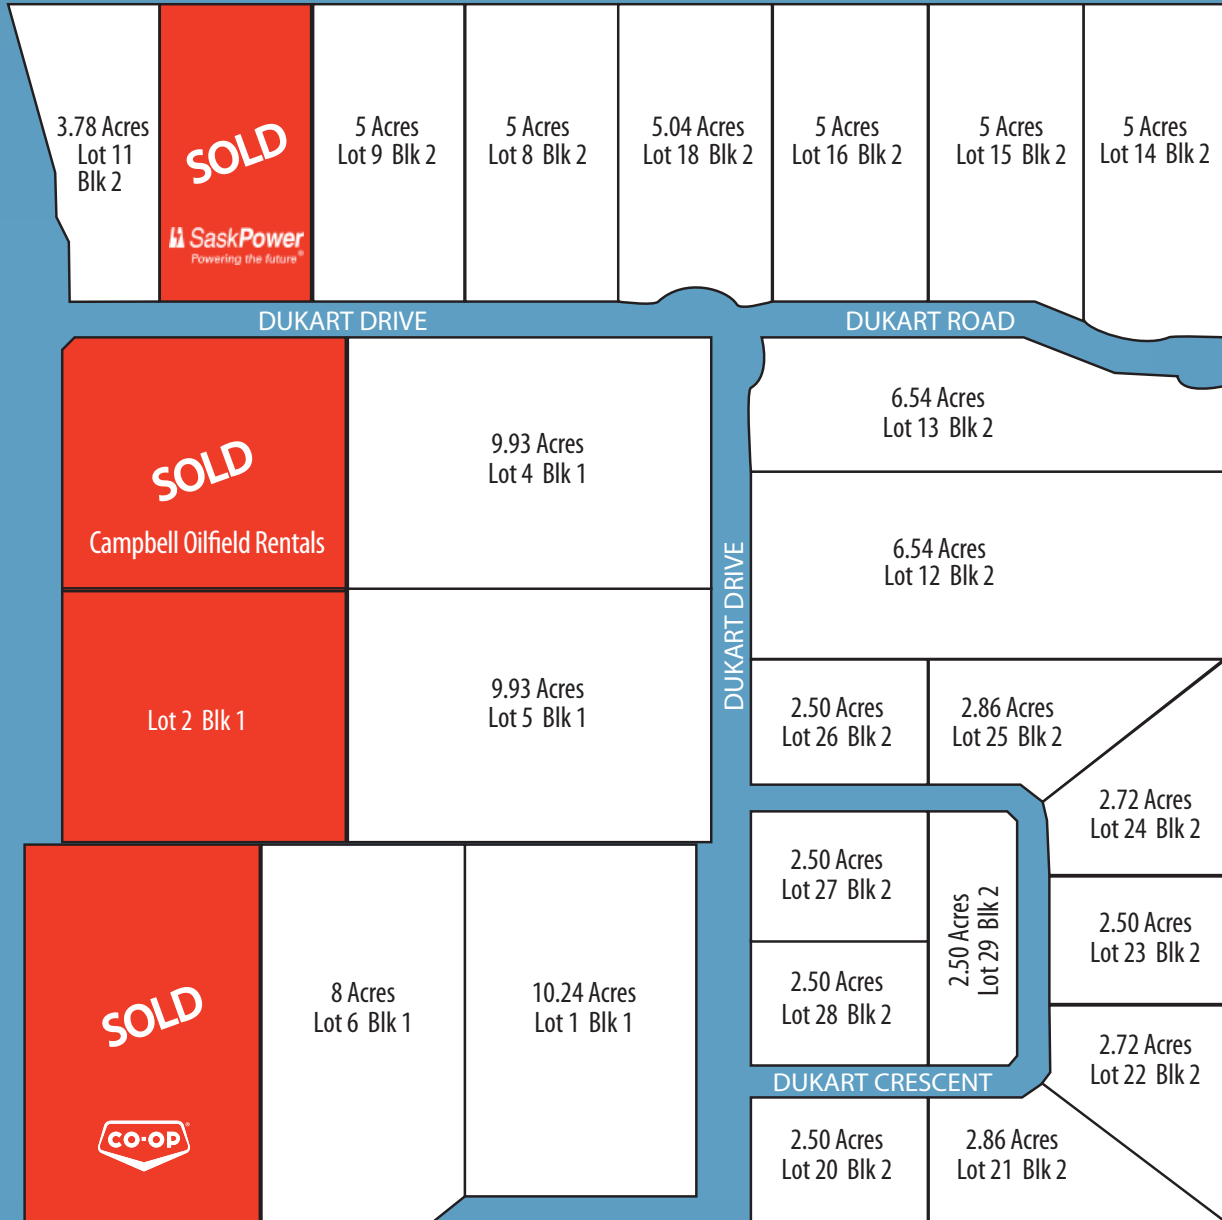 3.78 Acres
Lot 11
Blk 2
SOLD
SaskPower
Powering the future®
5 Acres
Lot 9 Blk 2
5 Acres
Lot 8 Blk 2
5.04 Acres
Lot 18 Blk 2
5 Acres
Lot 16 Blk 2
5 Acres
Lot 15 Blk 2
5 Acres
Lot 14 Blk 2
DUKART DRIVE
DUKART ROAD
SOLD
Campbell Oilfield Rentals
9.93 Acres
Lot 4 Blk 1
6.54 Acres
Lot 13 Blk 2
6.54 Acres
Lot 12 Blk 2
DUKART DRIVE
Lot 2 Blk 1
9.93 Acres
Lot 5 Blk 1
2.50 Acres
Lot 26 Blk 2
2.86 Acres
Lot 25 Blk 2
2.72 Acres
Lot 24 Blk 2
2.50 Acres
Lot 27 Blk 2
2.50 Acres
Lot 29 Blk 2
2.50 Acres
Lot 23 Blk 2
2.50 Acres
Lot 28 Blk 2
SOLD
CO-OP®
8 Acres
Lot 6 Blk 1
10.24 Acres
Lot 1 Blk 1
2.72 Acres
Lot 22 Blk 2
DUKART CRESCENT
2.50 Acres
Lot 20 Blk 2
2.86 Acres
Lot 21 Blk 2